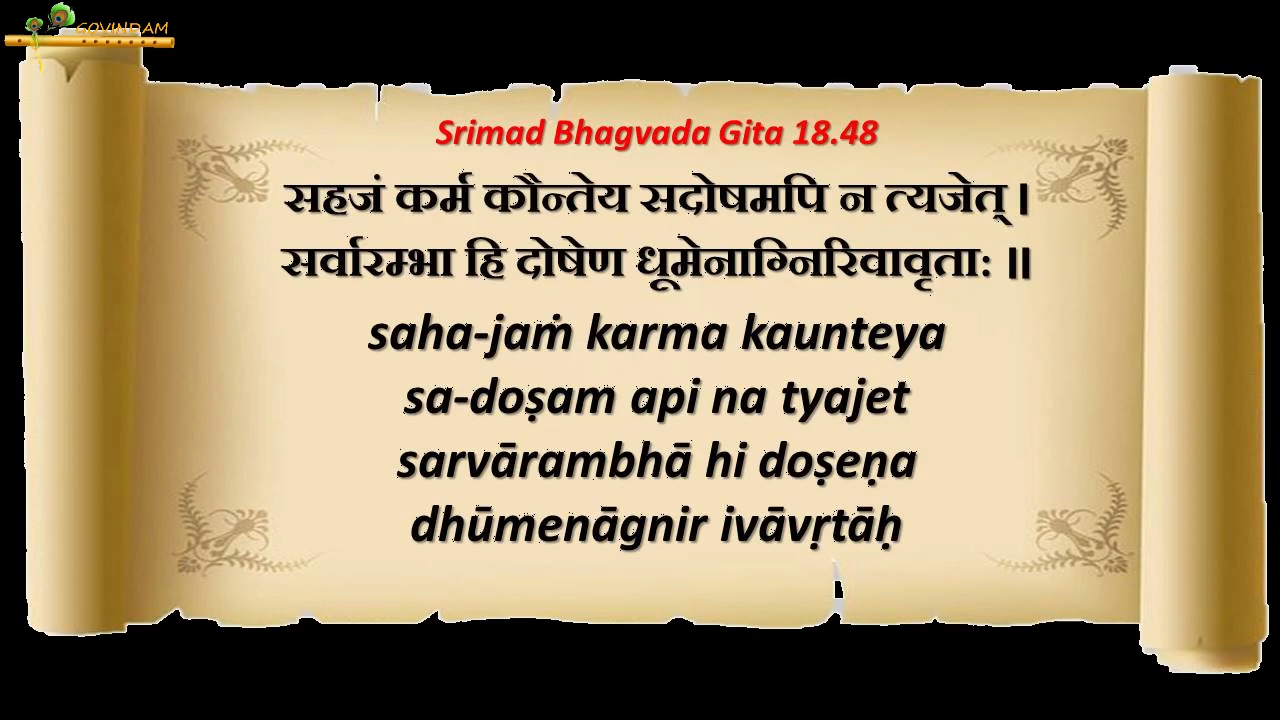 GOVINDAM
Srimad Bhagvada Gita 18.48
सहजं कर्म कौन्तेय सदोषमपि न त्यजेत् ।
सर्वारम्भा हि दोषेण धूमेनाग्निरिवावृताः ॥
saha-jaṁ karma kaunteya
sa-doṣam api na tyajet
sarvārambhā hi doṣeṇa
dhūmenāgnir ivāvṛtāḥ